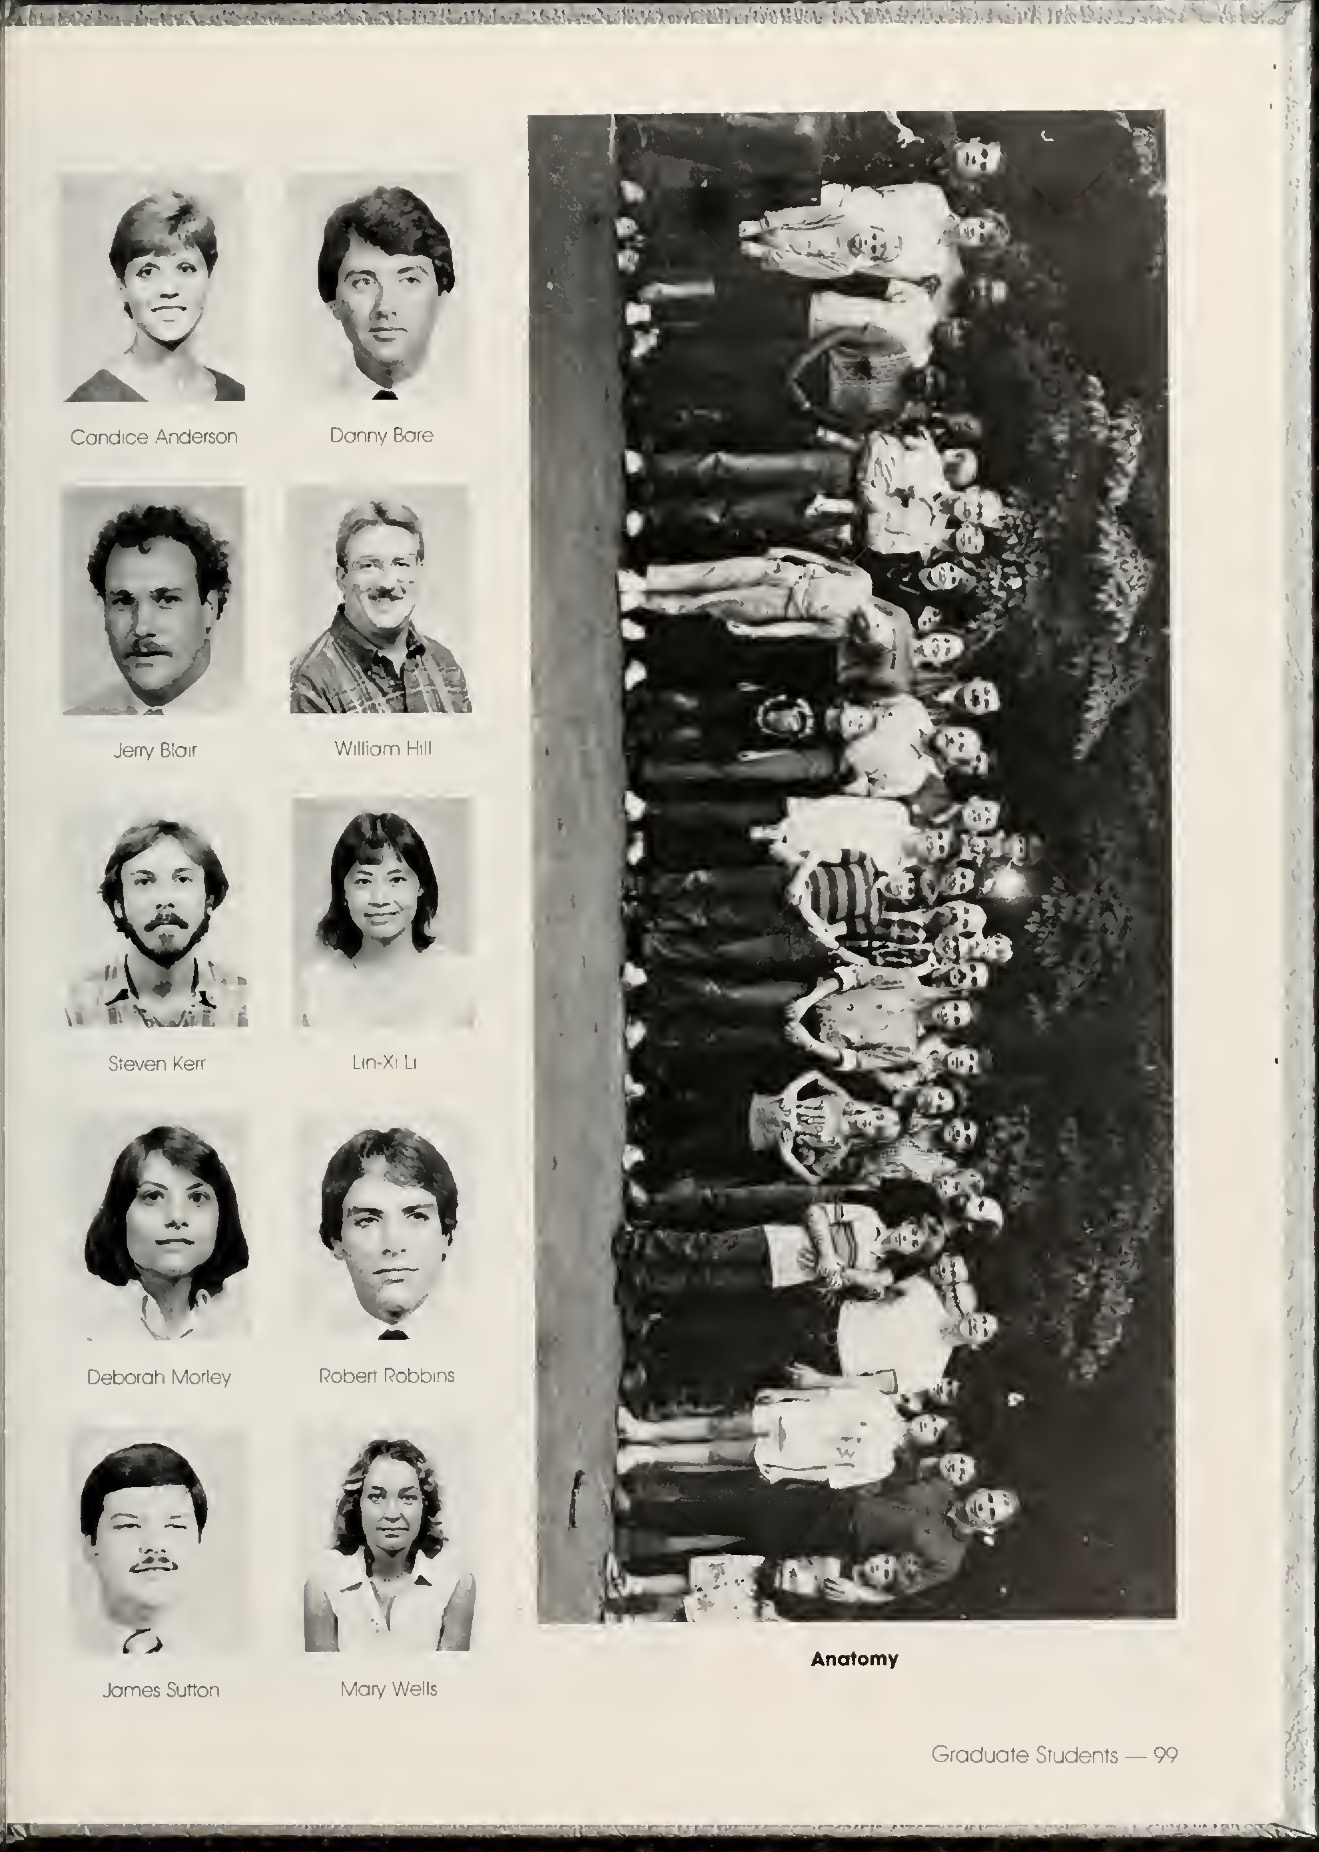 Candice Anderson
Danny Bare
Jerry Blair
William Hill
Steven Kerr
Lin-Xi Li
Deborah Morley
Robert Robbins
James Sutton
Mary Wells
Anatomy
Graduate Students — 99